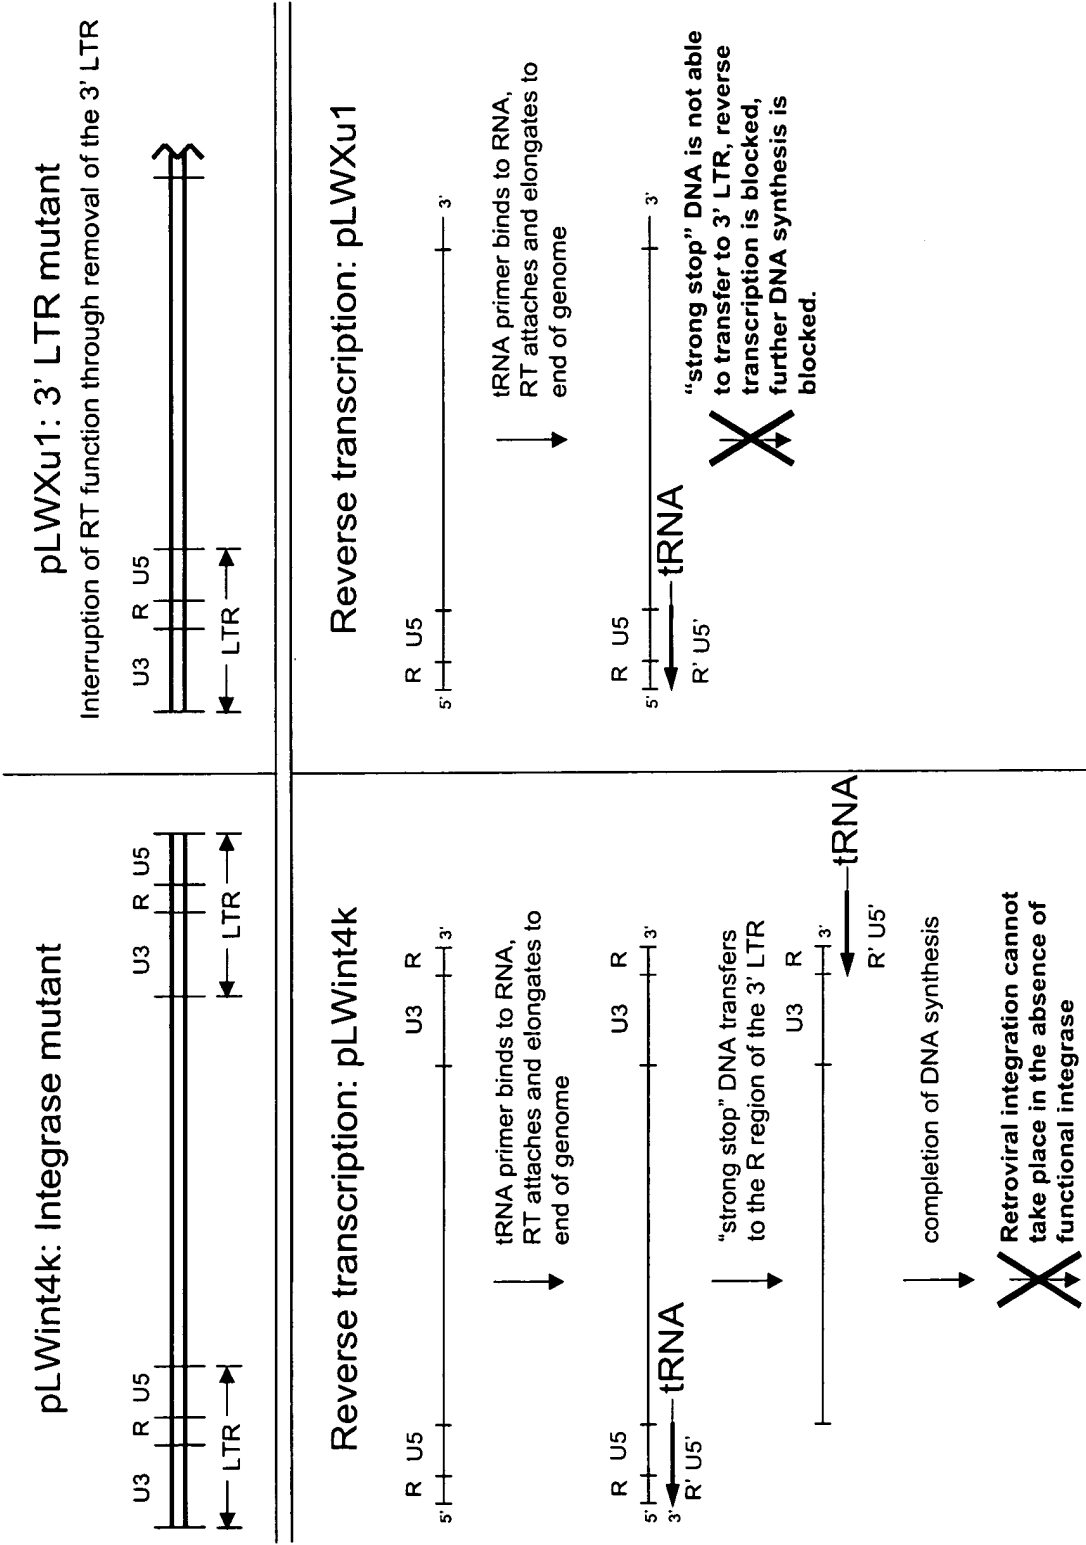 pLWint4k: Integrase mutant
U3 R U5
LTR
U3 R U5
LTR
pLWXu1: 3' LTR mutant
Interruption of RT function through removal of the 3' LTR
U3 R U5
LTR
Reverse transcription: pLWint4k
R U5
U3 R
5'
3'
tRNA primer binds to RNA,
RT attaches and elongates to
end of genome
R U5
U3 R
5'
3'
3'
tRNA
R' U5'
"strong stop" DNA transfers
to the R region of the 3' LTR
U3 R
3'
tRNA
R' U5'
completion of DNA synthesis
Retroviral integration cannot
take place in the absence of
functional integrase
Reverse transcription: pLWXu1
R U5
5'
3'
tRNA primer binds to RNA,
RT attaches and elongates to
end of genome
R U5
5'
3'
tRNA
R' U5'
"strong stop" DNA is not able
to transfer to 3' LTR, reverse
transcription is blocked,
further DNA synthesis is
blocked.